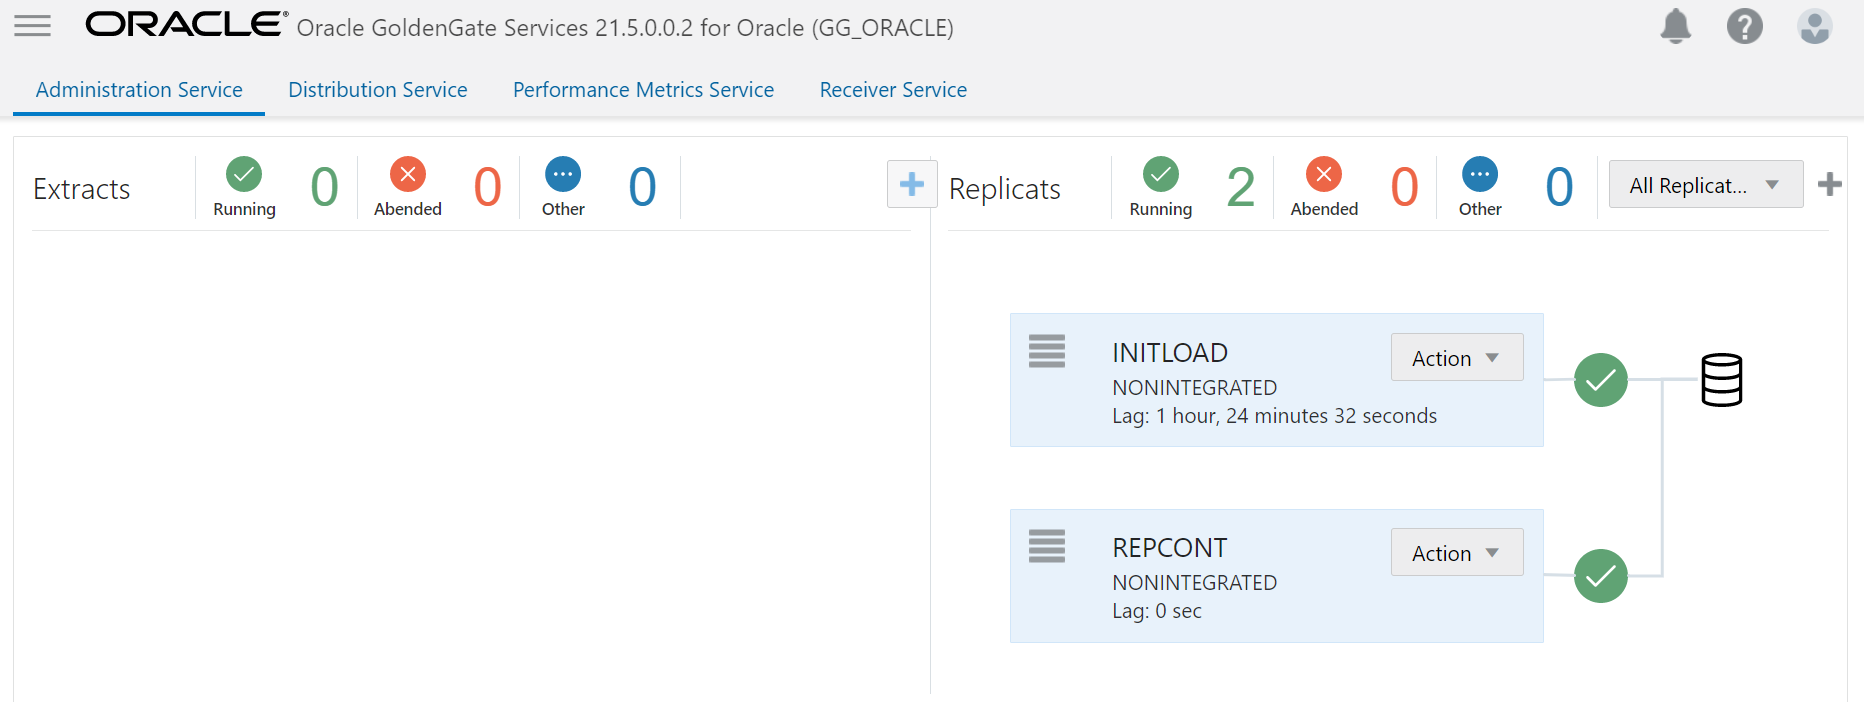 ORACLE® Oracle GoldenGate Services 21.5.0.0.2 for Oracle (GG_ORACLE)
Administration Service Distribution Service Performance Metrics Service Receiver Service
Extracts
Running 0
Abended 0
Other 0
Replicats
Running 2
Abended 0
Other 0
All Replicat...
INITLOAD
Action
NONINTEGRATED
Lag: 1 hour, 24 minutes 32 seconds
REPCONT
Action
NONINTEGRATED
Lag: 0 sec